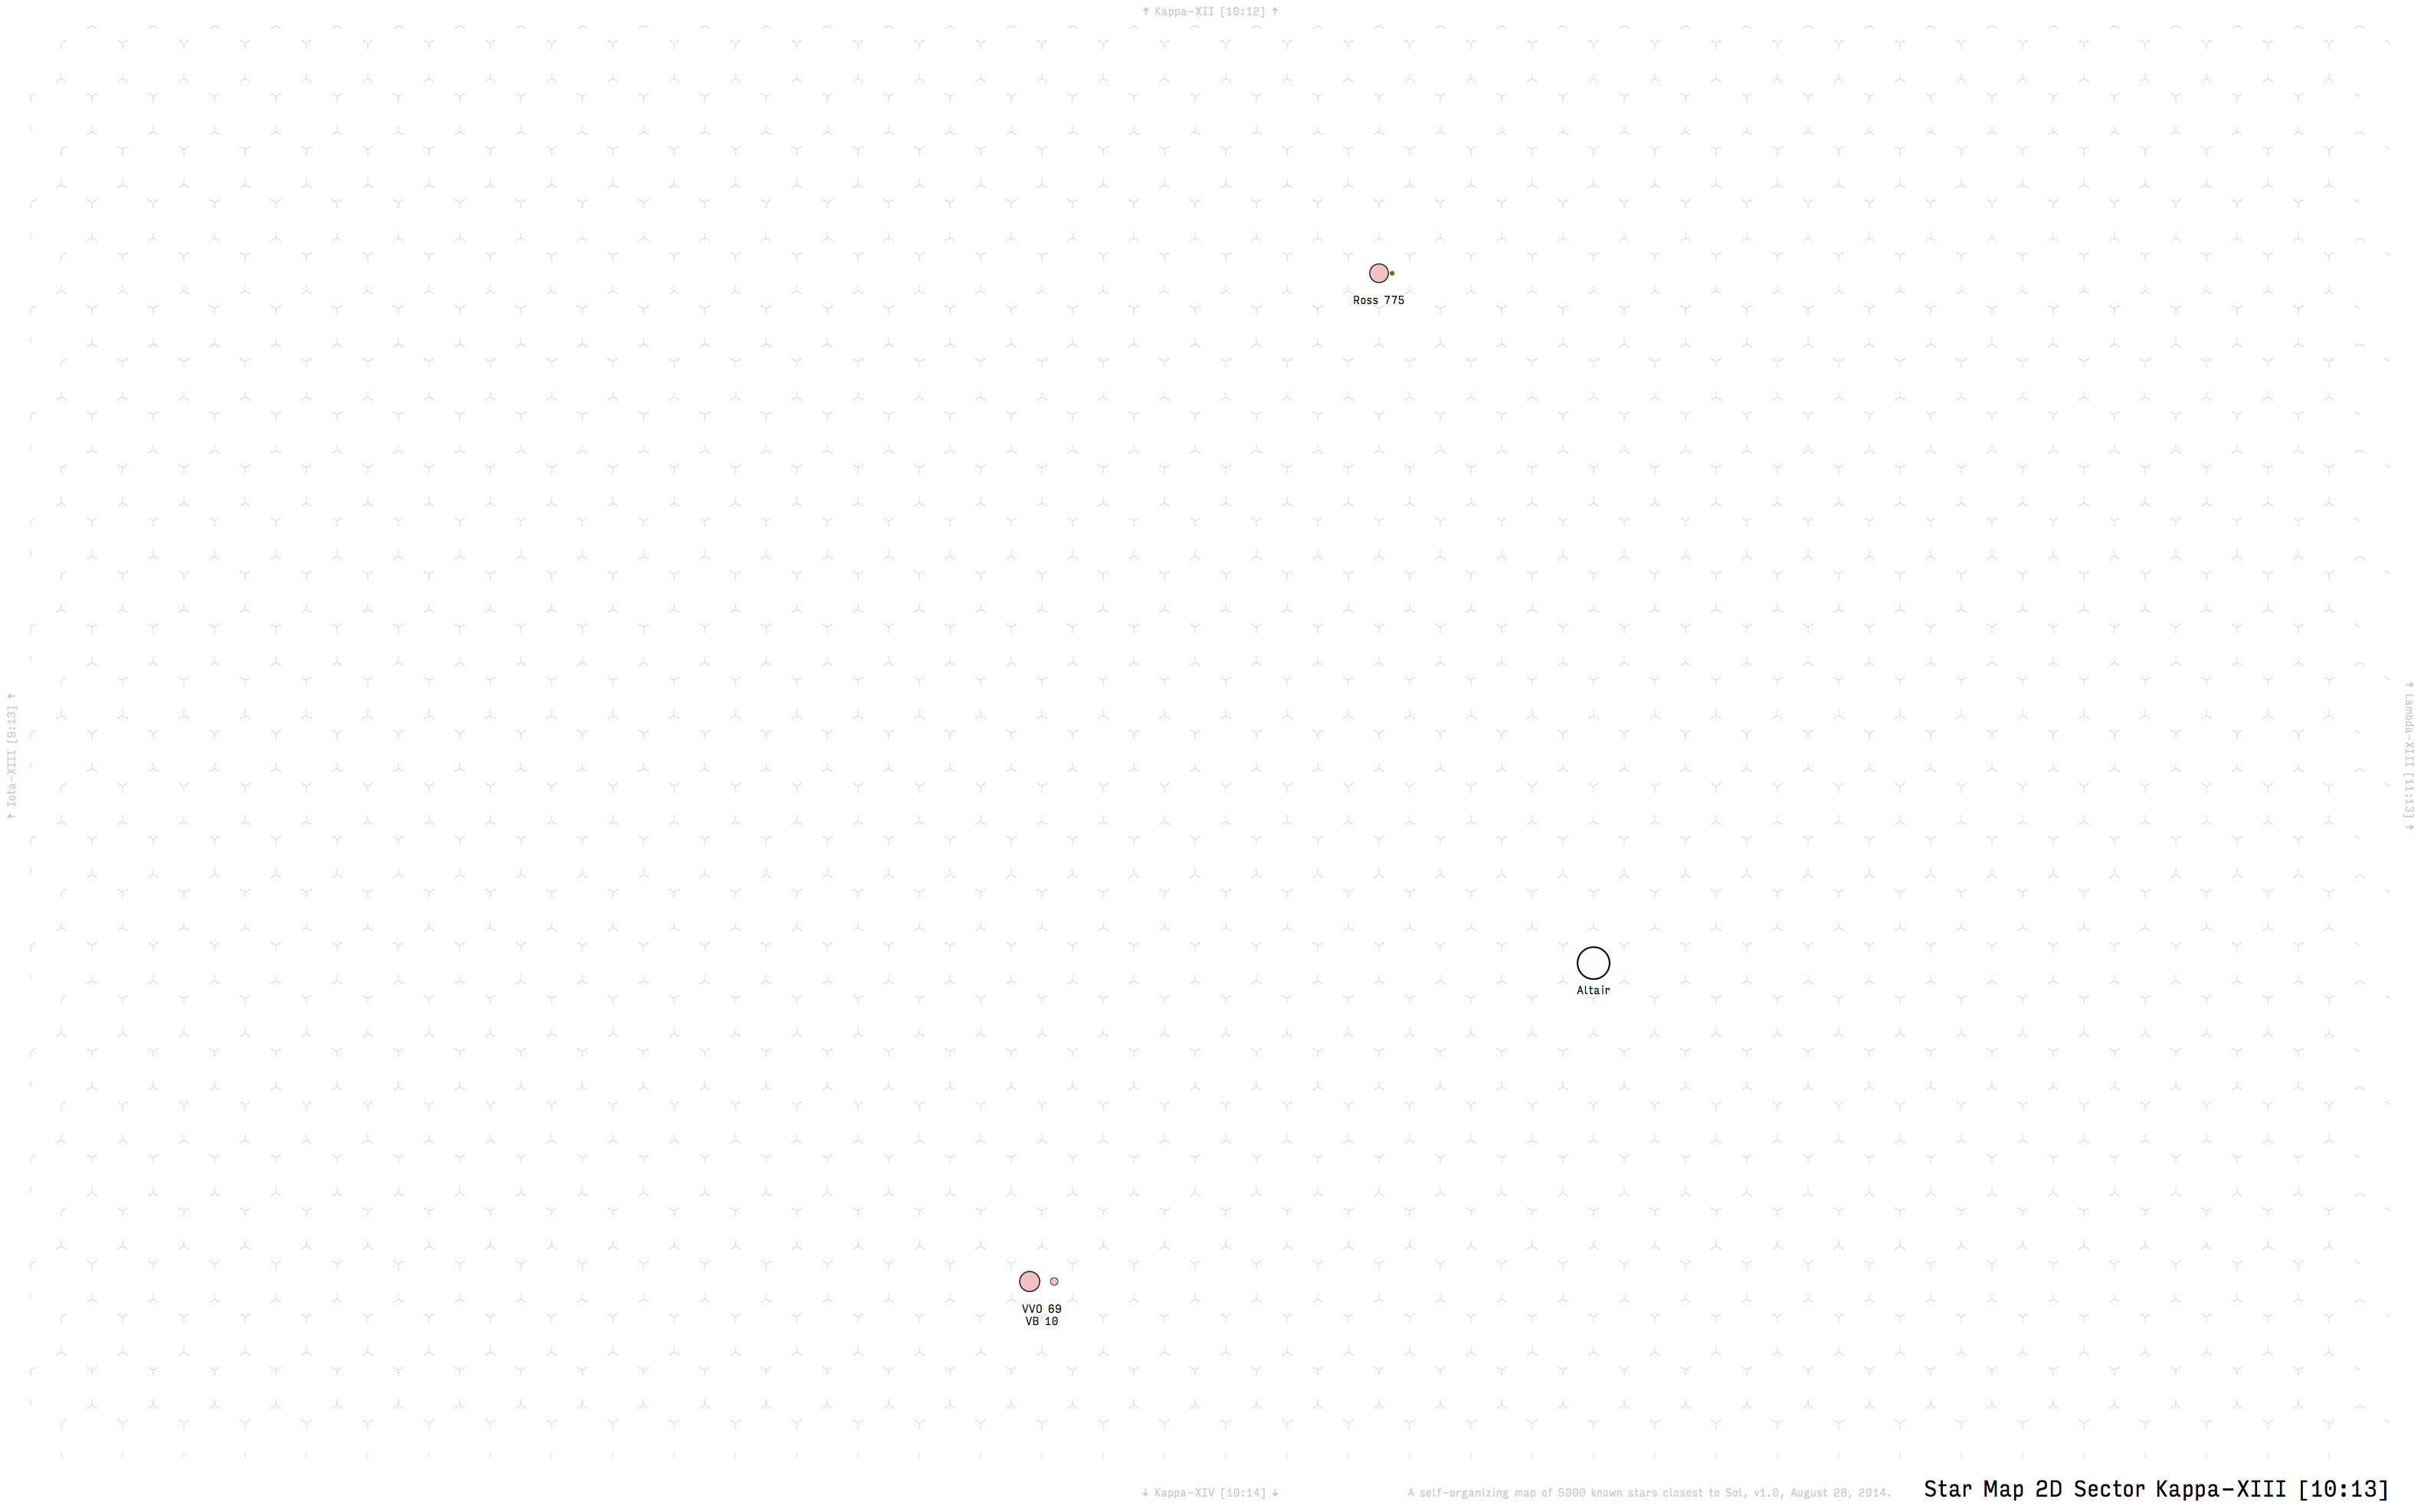 ↑ Kappa-XII [10:12] ↑
Ross 775
← Iota-XIII [9:13] ←
↑ Lambda-XIII [11:13] ↑
Altair
VVO 69
VB 10
↓ Kappa-XIV [10:14] ↓
A self-organizing map of 5000 known stars closest to Sol, v1.0, August 28, 2014.
Star Map 2D Sector Kappa-XIII [10:13]